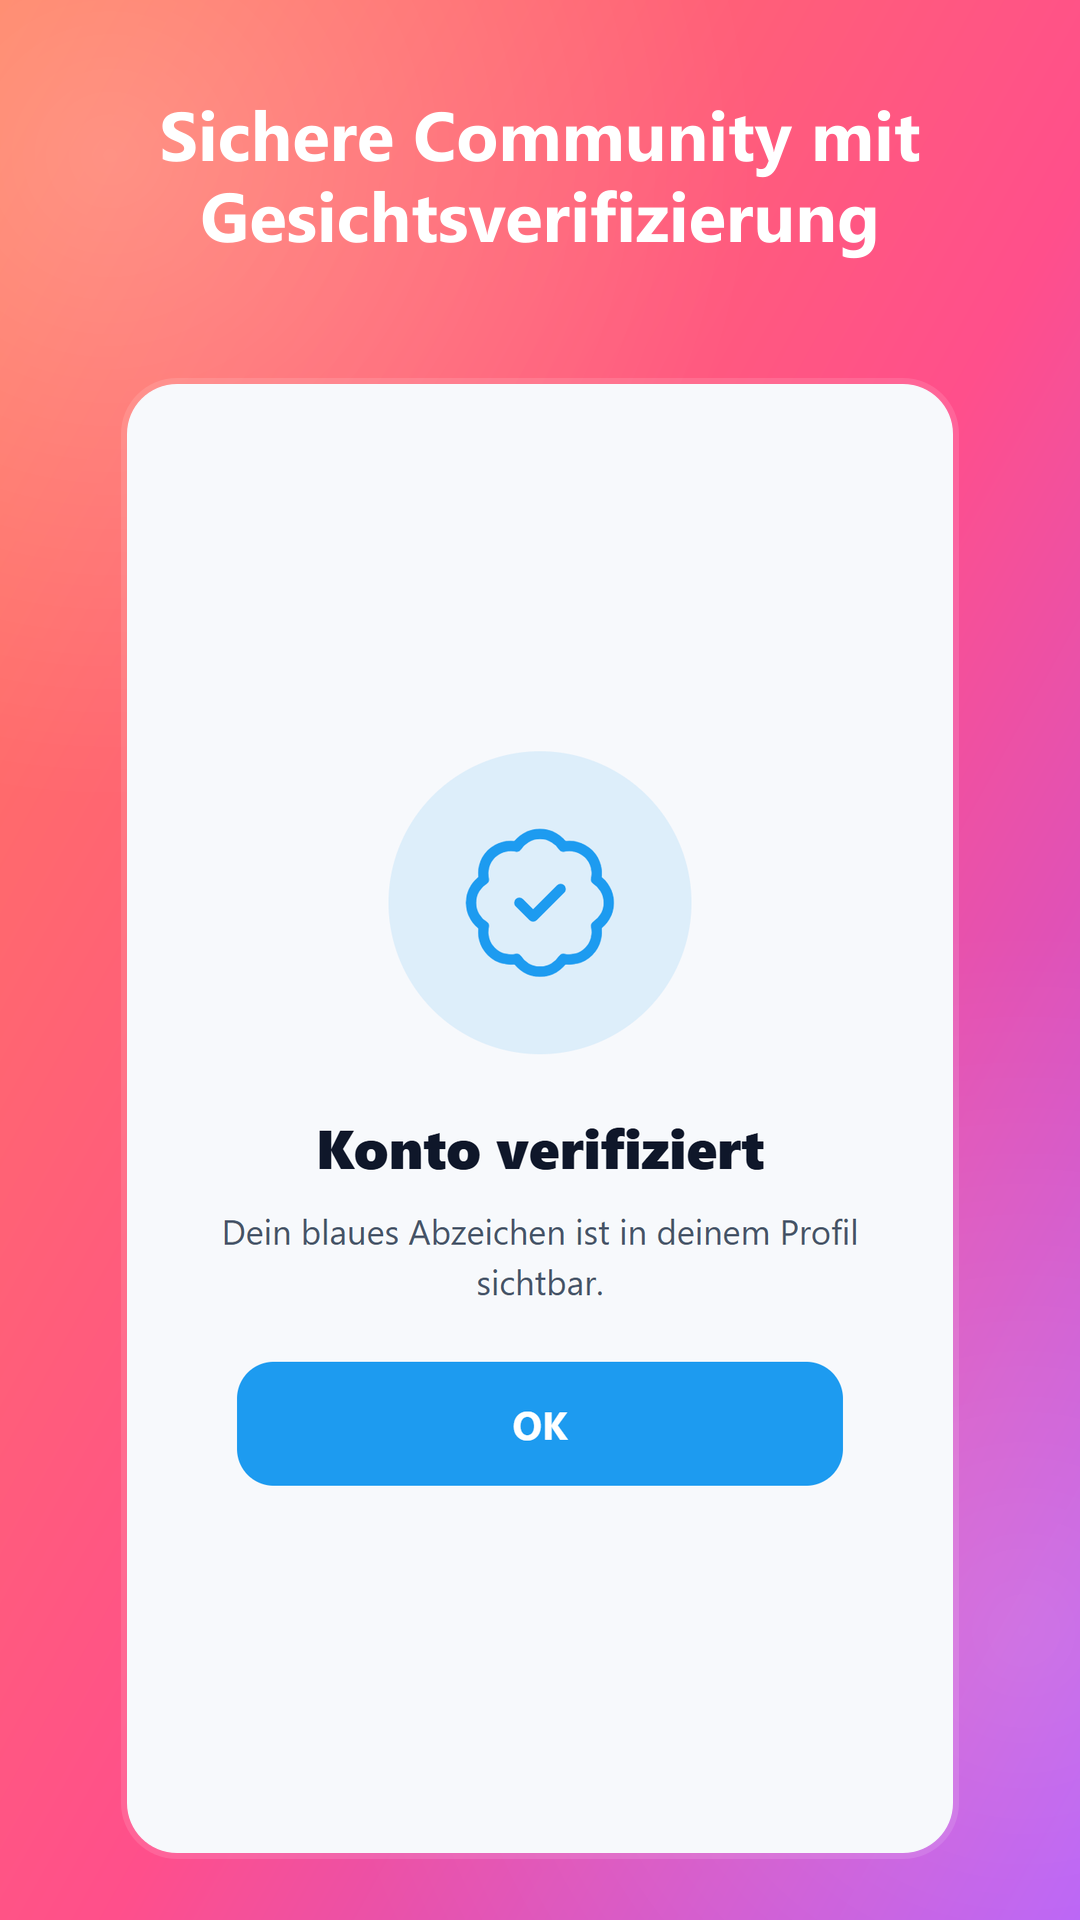 Sichere Community mit
Gesichtsverifizierung
Konto verifiziert
Dein blaues Abzeichen ist in deinem Profil
sichtbar.
OK